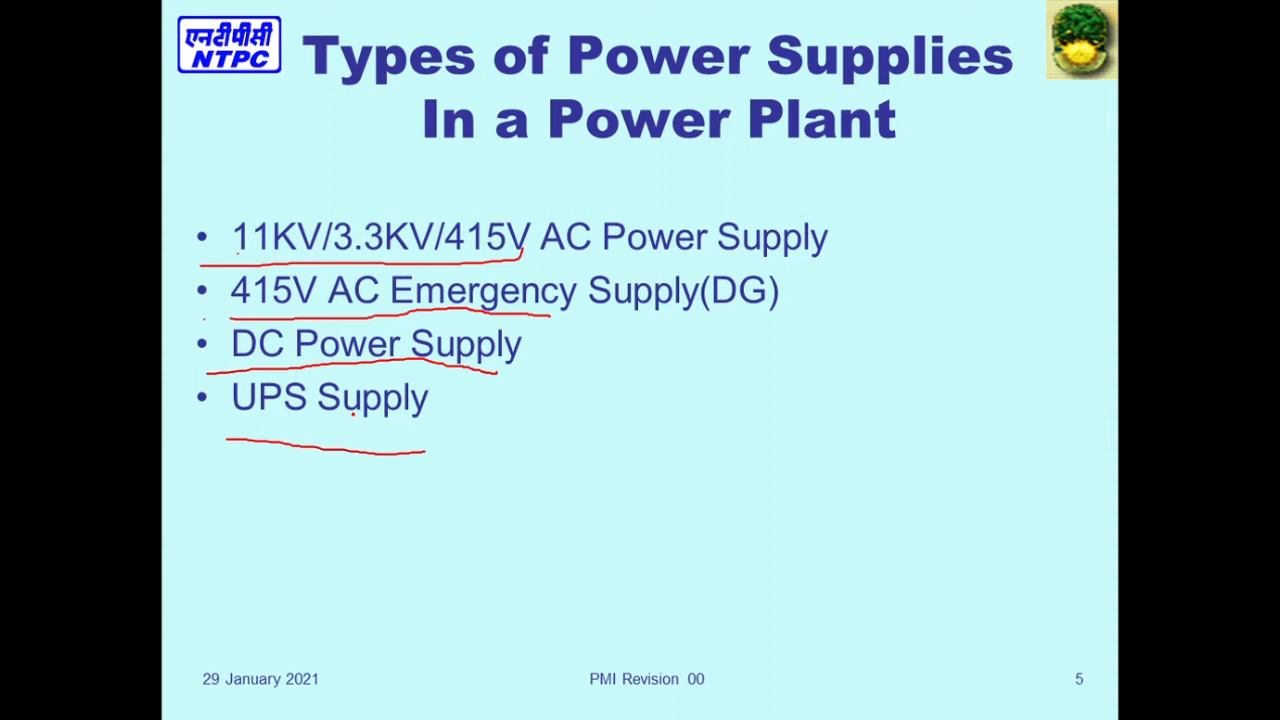 एनटीपीसी
NTPC
Types of Power Supplies
In a Power Plant
• 11KV/3.3KV/415V AC Power Supply
• 415V AC Emergency Supply(DG)
• DC Power Supply
• UPS Supply
29 January 2021 PMI Revision 00 5